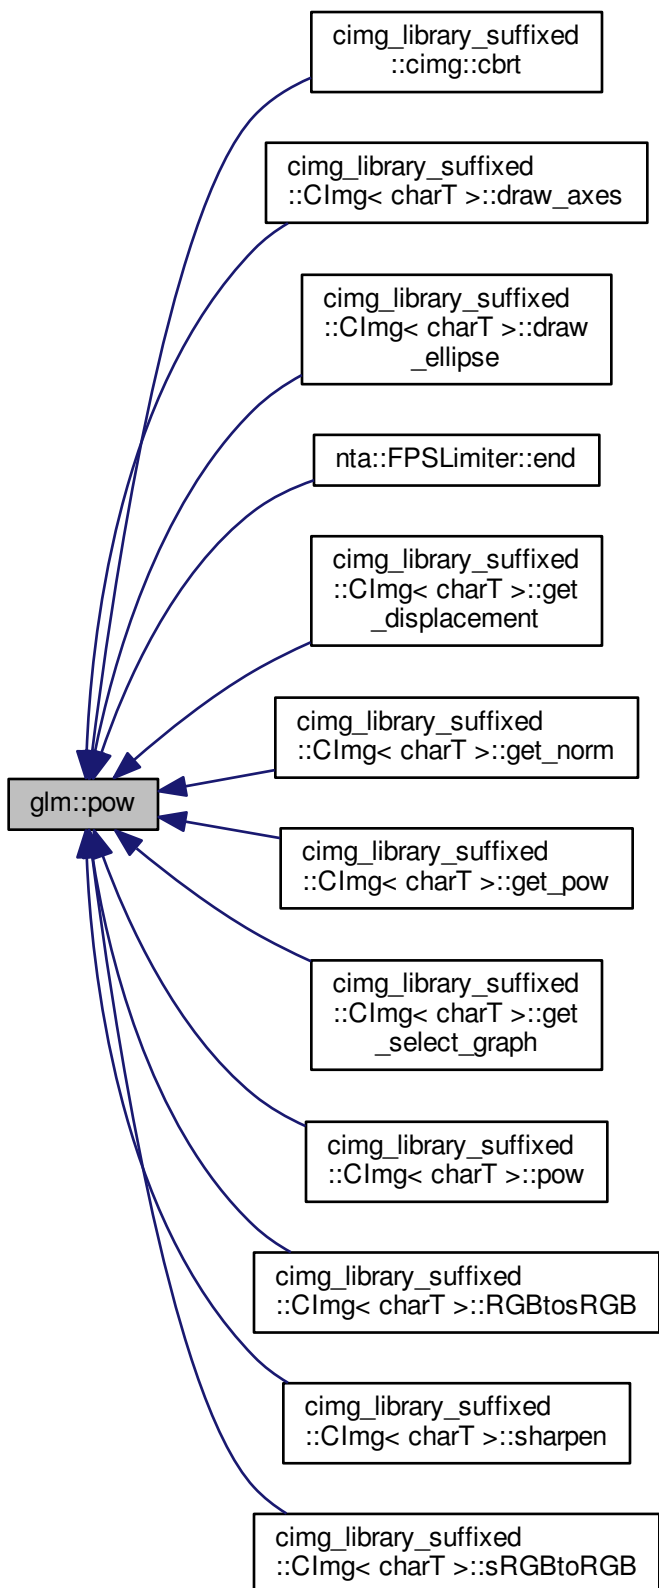 cimg_library_suffixed
::cimg::cbrt
cimg_library_suffixed
::CImg< charT >::draw_axes
cimg_library_suffixed
::CImg< charT >::draw
_ellipse
nta::FPSLimiter::end
cimg_library_suffixed
::CImg< charT >::get
_displacement
cimg_library_suffixed
::CImg< charT >::get_norm
glm::pow
cimg_library_suffixed
::CImg< charT >::get_pow
cimg_library_suffixed
::CImg< charT >::get
_select_graph
cimg_library_suffixed
::CImg< charT >::pow
cimg_library_suffixed
::CImg< charT >::RGBtosRGB
cimg_library_suffixed
::CImg< charT >::sharpen
cimg_library_suffixed
::CImg< charT >::sRGBtoRGB